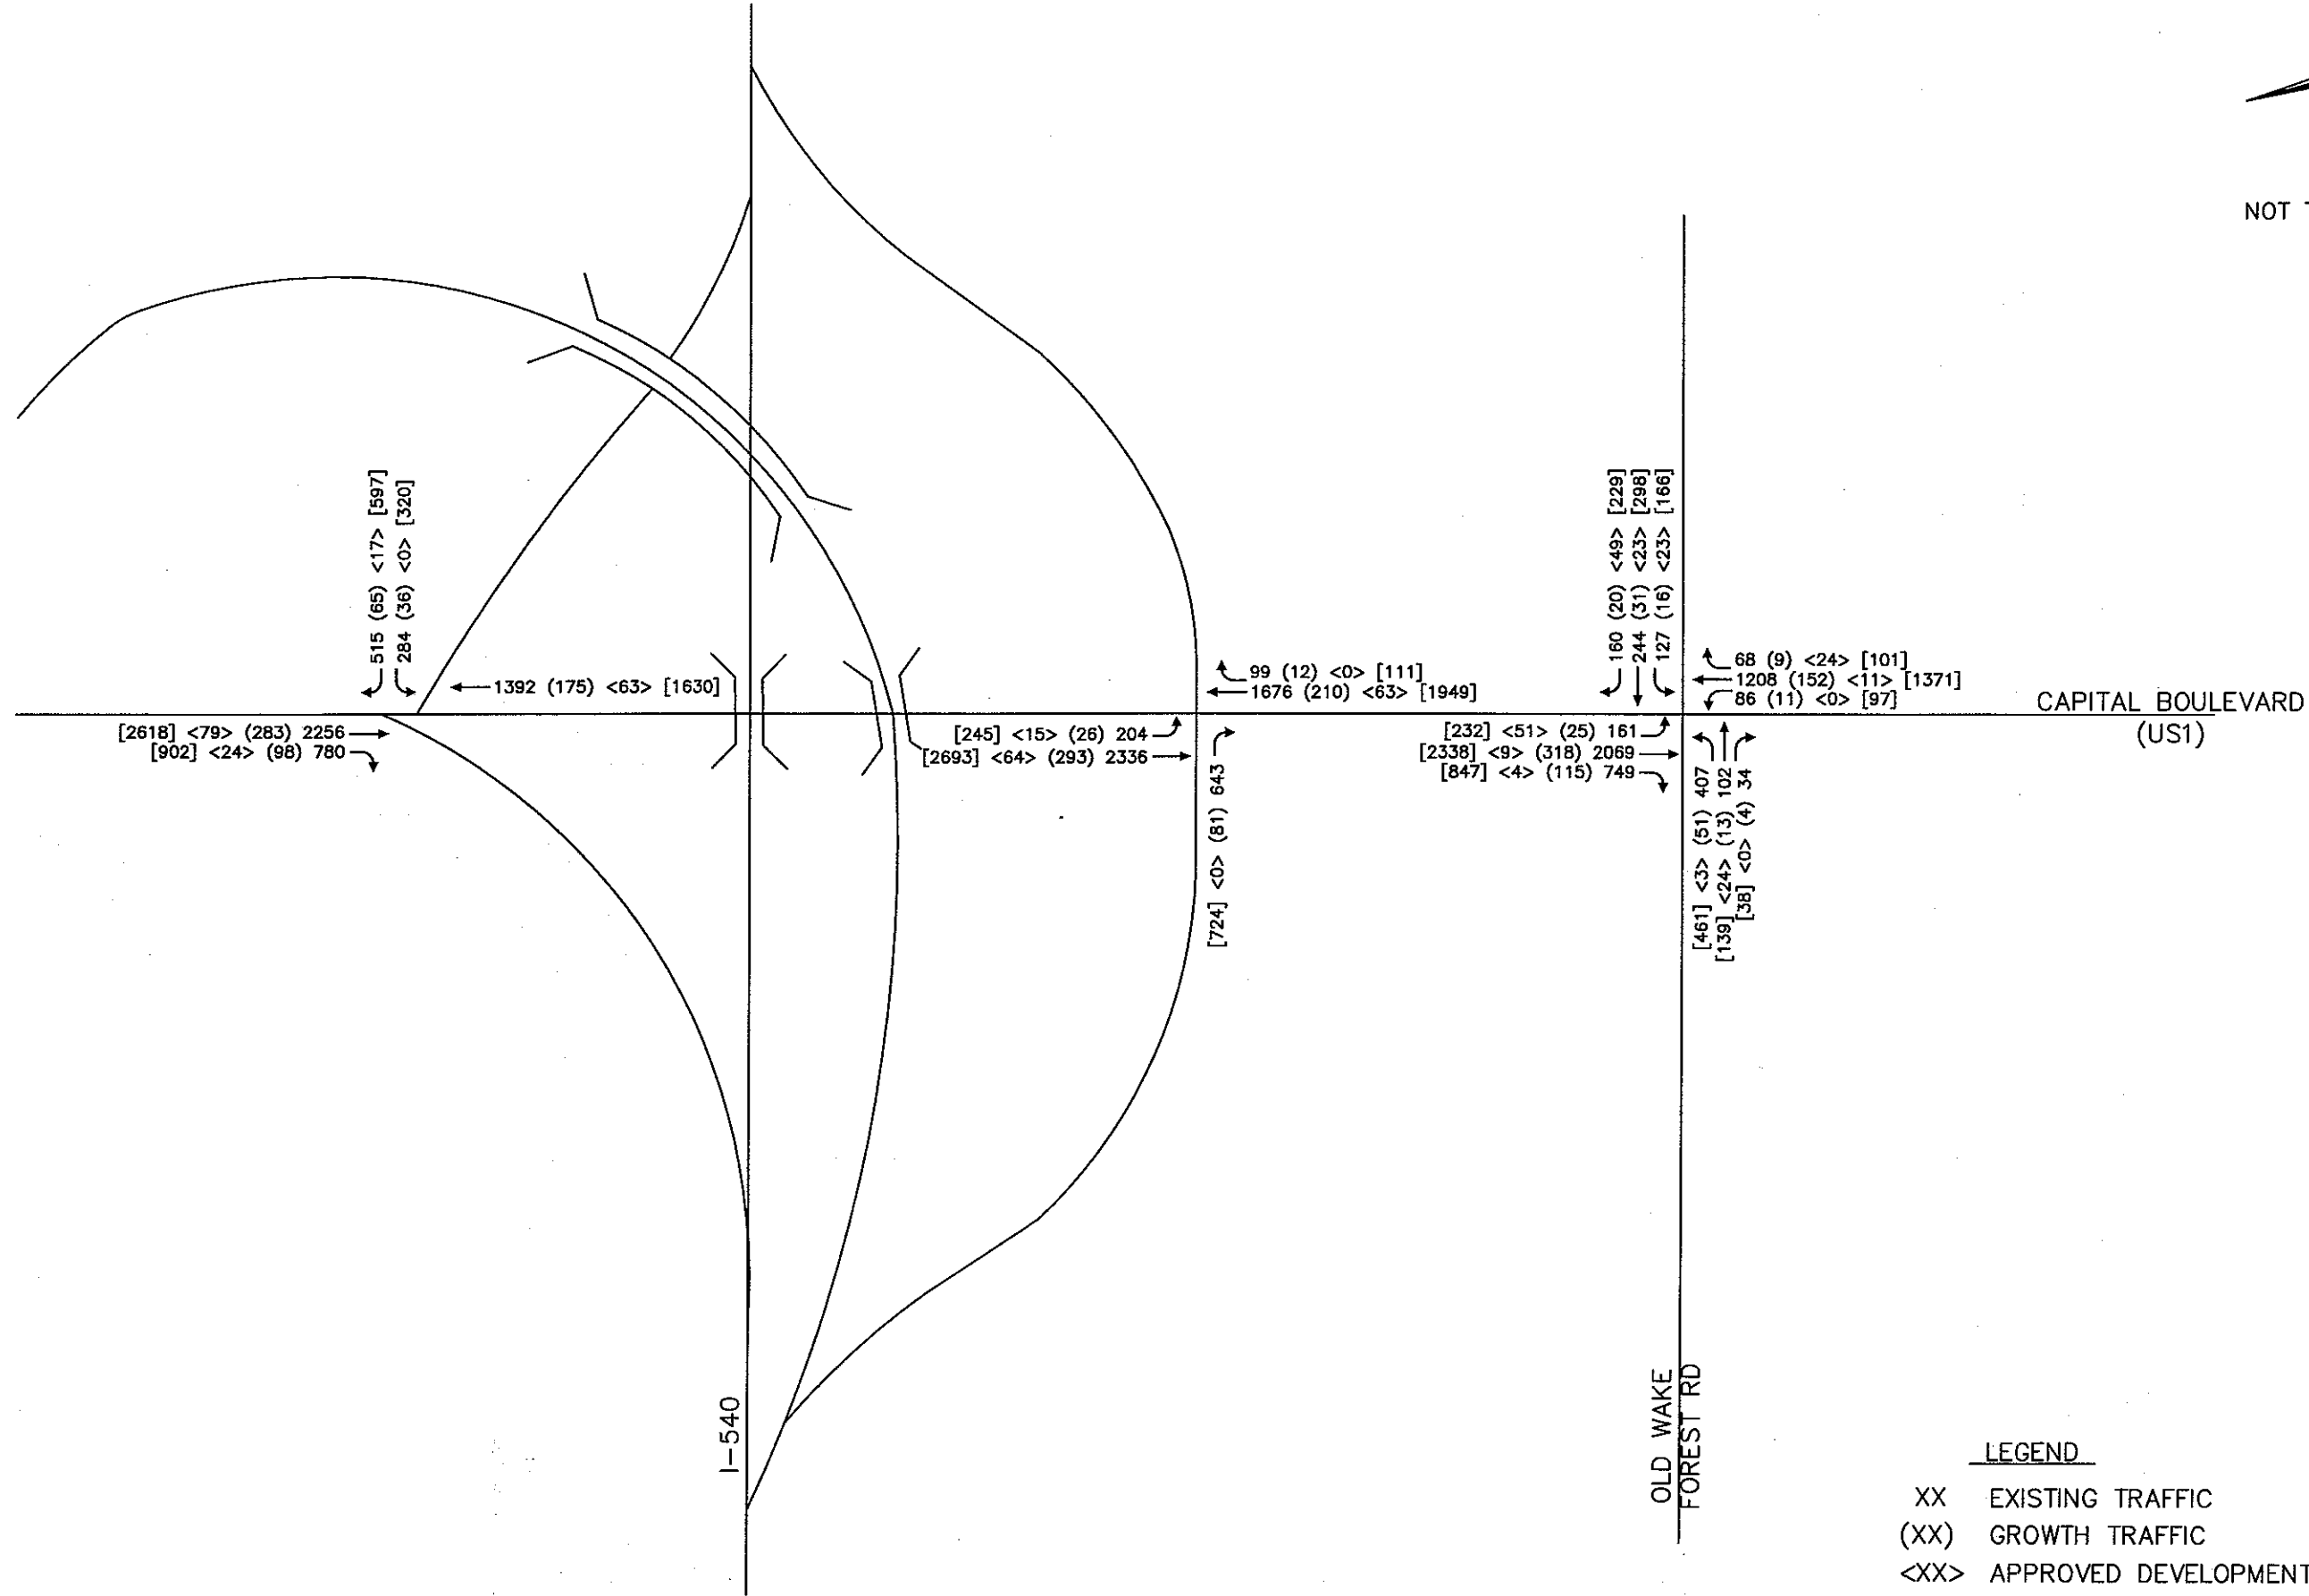 NOT
515 (65) <17> [597]
284 (36) <0> [320]
1392 (175) <63> [1630]
[2618] <79> (283) 2256
[902] <24> (98) 780
99 (12) <0> [111]
1676 (210) <63> [1949]
[245] <15> (26) 204
[2693] <64> (293) 2336
[724] <0> (81) 643
160 (20) <49> [229]
244 (31) <23> [298]
127 (16) <23> [166]
68 (9) <24> [101]
1208 (152) <11> [1371]
86 (11) <0> [97]
CAPITAL BOULEVARD
(US1)
[232] <51> (25) 161
[2338] <9> (318) 2069
[847] <4> (115) 749
[461] <3> (51) 407
[139] <24> (13) 102
[38] <0> (4) 34
I-540
OLD WAKE
FOREST RD
LEGEND
XX EXISTING TRAFFIC
(XX) GROWTH TRAFFIC
<XX> APPROVED DEVELOPMENT